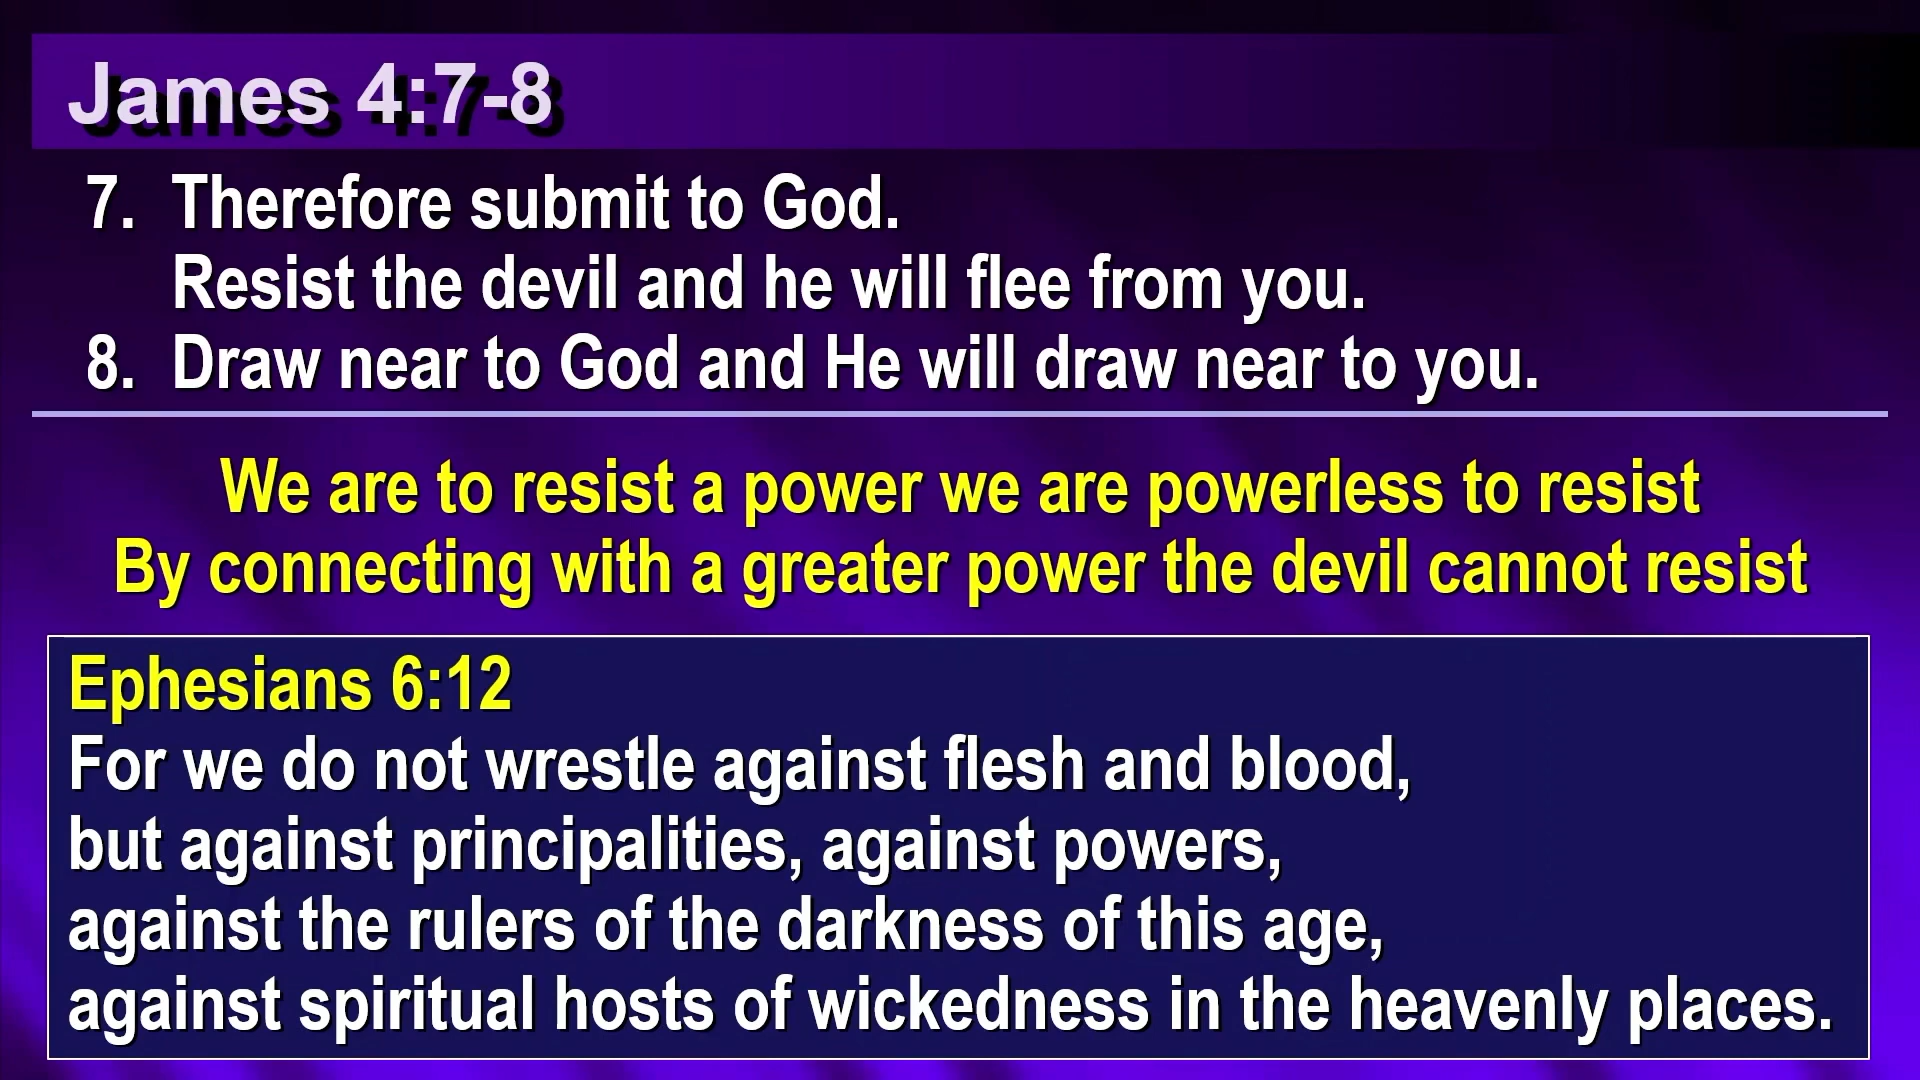 James 4:7-8
7. Therefore submit to God.
Resist the devil and he will flee from you.
8. Draw near to God and He will draw near to you.
We are to resist a power we are powerless to resist
By connecting with a greater power the devil cannot resist
Ephesians 6:12
For we do not wrestle against flesh and blood,
but against principalities, against powers,
against the rulers of the darkness of this age,
against spiritual hosts of wickedness in the heavenly places.